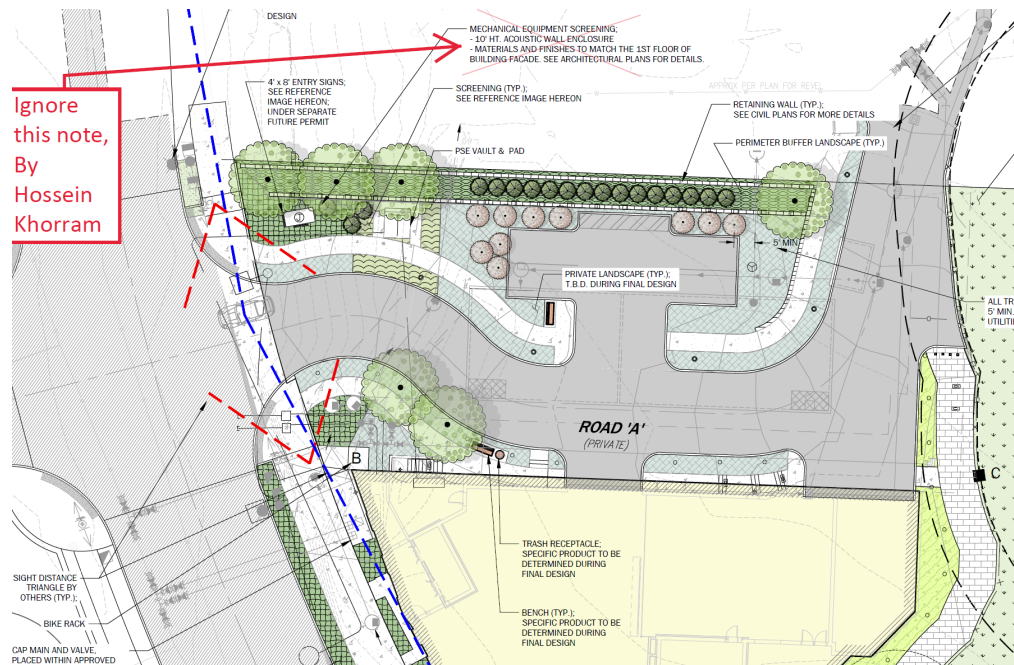 DESIGN
MECHANICAL EQUIPMENT SCREENING;
- 10' HT. ACOUSTIC WALL ENCLOSURE
- MATERIALS AND FINISHES TO MATCH THE 1ST FLOOR OF
BUILDING FACADE. SEE ARCHITECTURAL PLANS FOR DETAILS.
Ignore
this note,
By
Hossein
Khorram
4' x 8' ENTRY SIGNS;
SEE REFERENCE
IMAGE HEREON;
UNDER SEPARATE
FUTURE PERMIT
SCREENING (TYP.);
SEE REFERENCE IMAGE HEREON
APPROX PER PLAN FOR REVEL
RETAINING WALL (TYP.);
SEE CIVIL PLANS FOR MORE DETAILS
PSE VAULT & PAD
PERIMETER BUFFER LANDSCAPE (TYP.)
5' MIN.
PRIVATE LANDSCAPE (TYP.);
T.B.D. DURING FINAL DESIGN
ALL TR
5' MIN.
UTILITI
ROAD 'A'
(PRIVATE)
B
C
TRASH RECEPTACLE;
SPECIFIC PRODUCT TO BE
DETERMINED DURING
FINAL DESIGN
SIGHT DISTANCE
TRIANGLE BY
OTHERS (TYP.);
BIKE RACK
BENCH (TYP.);
SPECIFIC PRODUCT TO BE
DETERMINED DURING
FINAL DESIGN
CAP MAIN AND VALVE,
PLACED WITHIN APPROVED